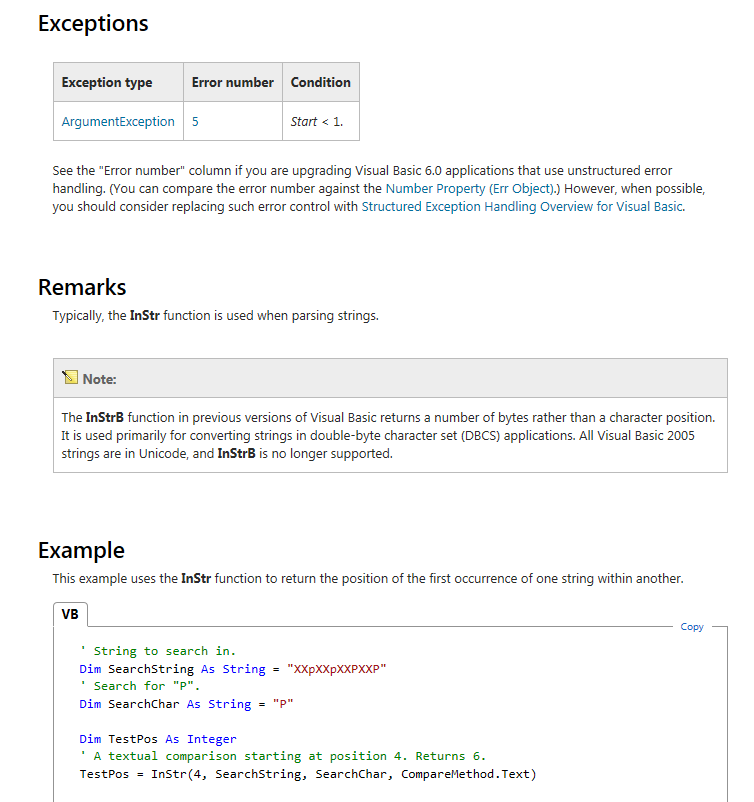 Exceptions
Exception type Error number Condition
ArgumentException 5 Start < 1.
See the "Error number" column if you are upgrading Visual Basic 6.0 applications that use unstructured error
handling. (You can compare the error number against the Number Property (Err Object).) However, when possible,
you should consider replacing such error control with Structured Exception Handling Overview for Visual Basic.
Remarks
Typically, the InStr function is used when parsing strings.
Note:
The InStrB function in previous versions of Visual Basic returns a number of bytes rather than a character position.
It is used primarily for converting strings in double-byte character set (DBCS) applications. All Visual Basic 2005
strings are in Unicode, and InStrB is no longer supported.
Example
This example uses the InStr function to return the position of the first occurrence of one string within another.
VB
Copy
' String to search in.
Dim SearchString As String = "XXpXXpXXPXXP"
' Search for "P".
Dim SearchChar As String = "P"
Dim TestPos As Integer
' A textual comparison starting at position 4. Returns 6.
TestPos = InStr(4, SearchString, SearchChar, CompareMethod.Text)